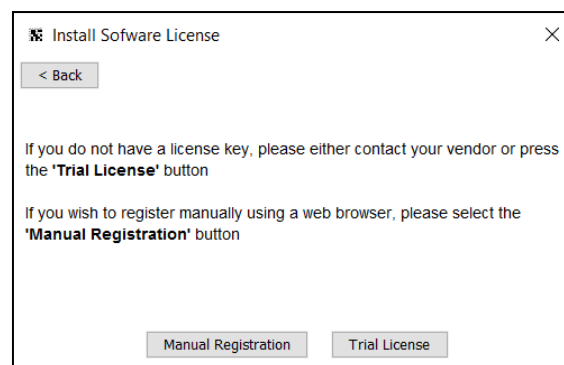 Install Sofware License
< Back
If you do not have a license key, please either contact your vendor or press
the 'Trial License' button
If you wish to register manually using a web browser, please select the
'Manual Registration' button
Manual Registration
Trial License